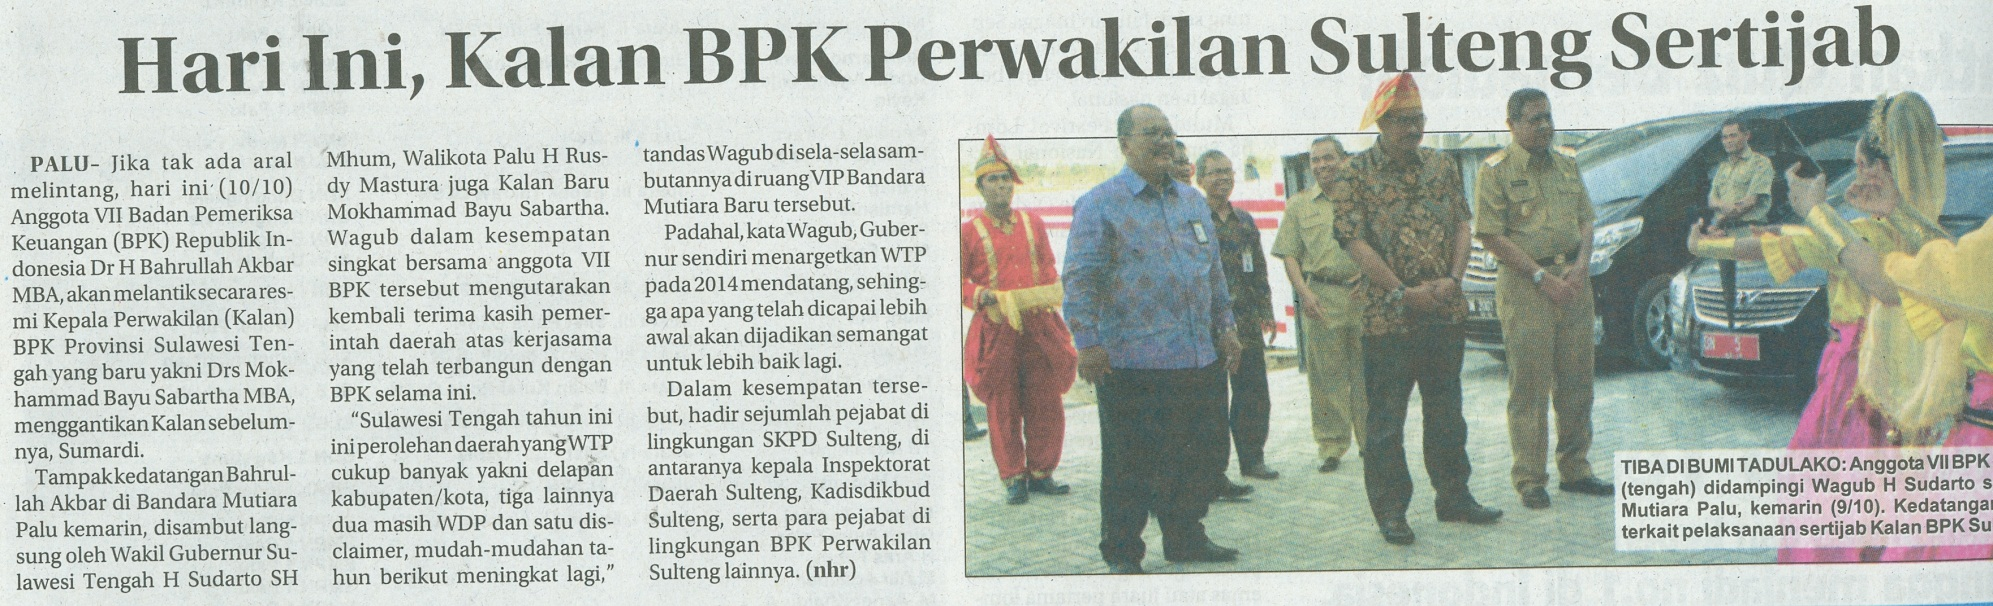 Hari Ini, Kalan BPK Perwakilan Sulteng Sertijab
PALU- Jika tak ada aral
melintang, hari ini (10/10)
Anggota VII Badan Pemeriksa
Keuangan (BPK) Republik In-
donesia Dr H Bahrullah Akbar
MBA, akan melantik secara res-
mi Kepala Perwakilan (Kalan)
BPK Provinsi Sulawesi Ten-
gah yang baru yakni Drs Mok-
hammad Bayu Sabartha MBA,
menggantikan Kalan sebelum-
nya, Sumardi.
Tampak kedatangan Bahrul-
lah Akbar di Bandara Mutiara
Palu kemarin, disambut lang-
sung oleh Wakil Gubernur Su-
lawesi Tengah H Sudarto SH
Mhum, Walikota Palu H Rus-
dy Mastura juga Kalan Baru
Mokhammad Bayu Sabartha.
Wagub dalam kesempatan
singkat bersama anggota VII
BPK tersebut mengutarakan
kembali terima kasih pemer-
intah daerah atas kerjasama
yang telah terbangun dengan
BPK selama ini.
“Sulawesi Tengah tahun ini
ini perolehan daerah yang WTP
cukup banyak yakni delapan
kabupaten/kota, tiga lainnya
dua masih WDP dan satu dis-
claimer, mudah-mudahan ta-
hun berikut meningkat lagi,”
tandas Wagub di sela-sela sam-
butannya di ruang VIP Bandara
Mutiara Baru tersebut.
Padahal, kata Wagub, Guber-
nur sendiri menargetkan WTP
pada 2014 mendatang, sehing-
ga apa yang telah dicapai lebih
awal akan dijadikan semangat
untuk lebih baik lagi.
Dalam kesempatan terse-
but, hadir sejumlah pejabat di
lingkungan SKPD Sulteng, di
antaranya kepala Inspektorat
Daerah Sulteng, Kadisdikbud
Sulteng, serta para pejabat di
lingkungan BPK Perwakilan
Sulteng lainnya. (nhr)
TIBA DI BUMI TADULAKO: Anggota VII BPK
(tengah) didampingi Wagub H Sudarto s
Mutiara Palu, kemarin (9/10). Kedatangan
terkait pelaksanaan sertijab Kalan BPK Su